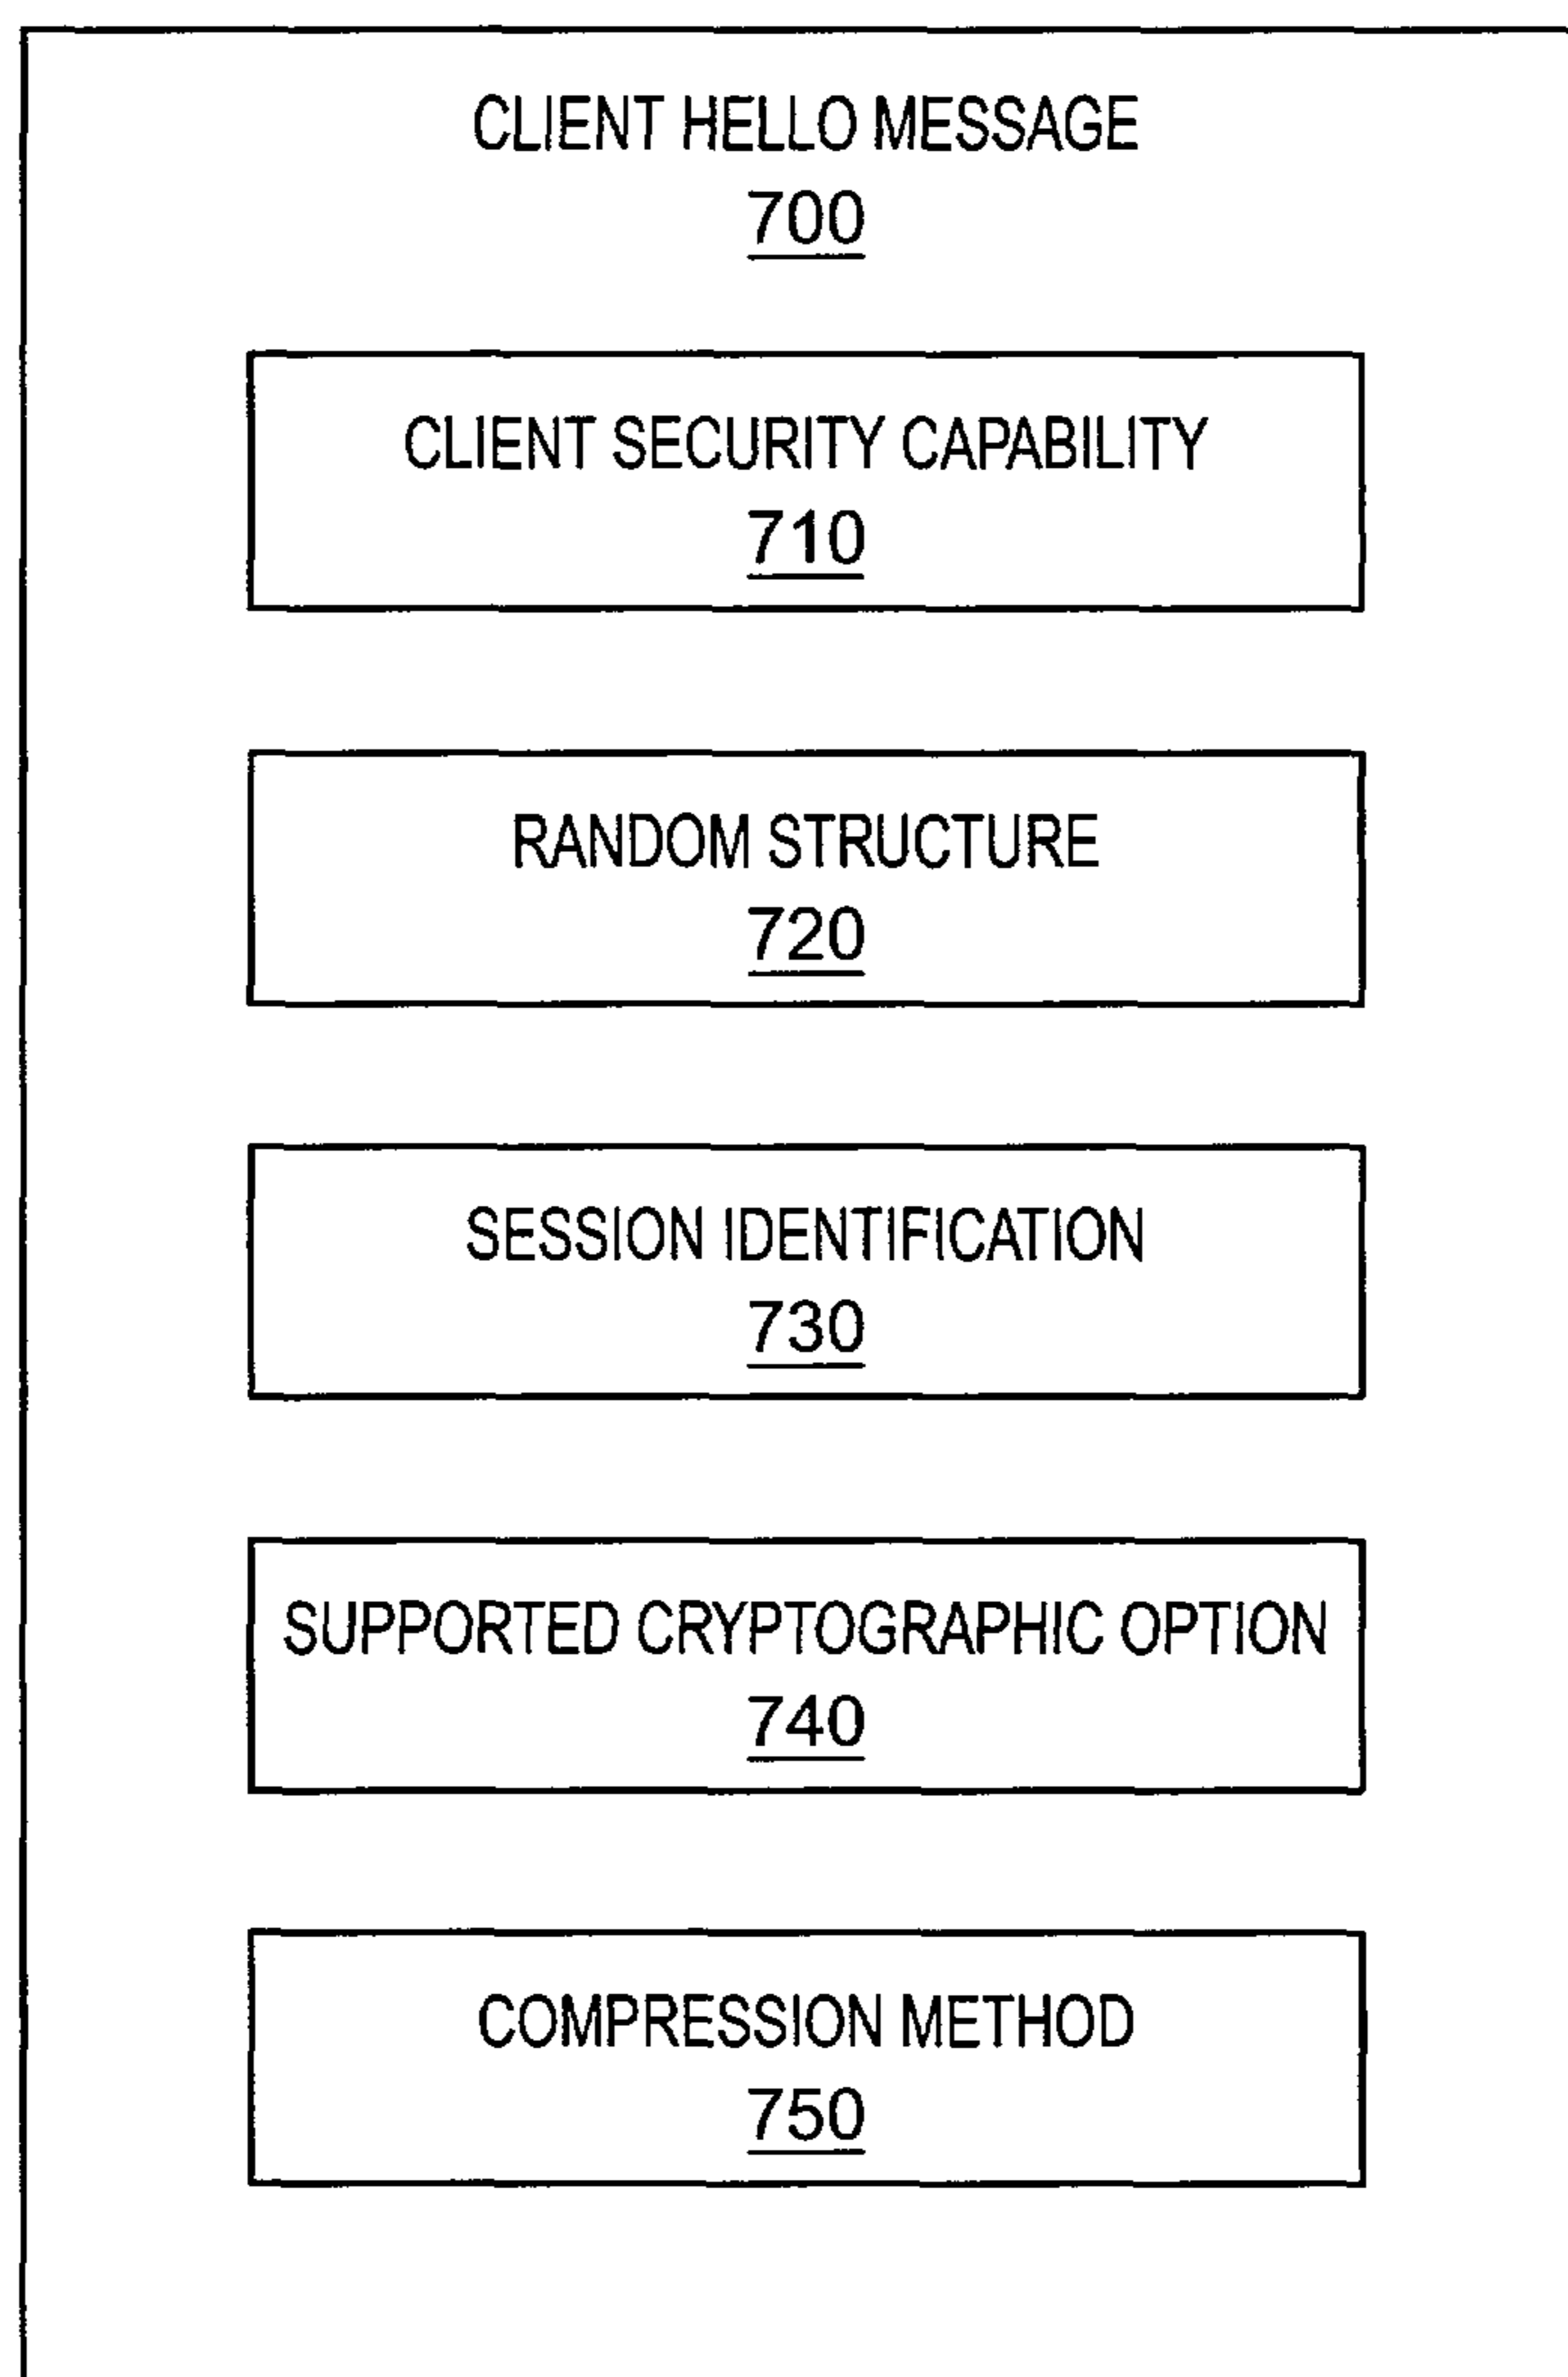 CLIENT HELLO MESSAGE
700
CLIENT SECURITY CAPABILITY
710
RANDOM STRUCTURE
720
SESSION IDENTIFICATION
730
SUPPORTED CRYPTOGRAPHIC OPTION
740
COMPRESSION METHOD
750